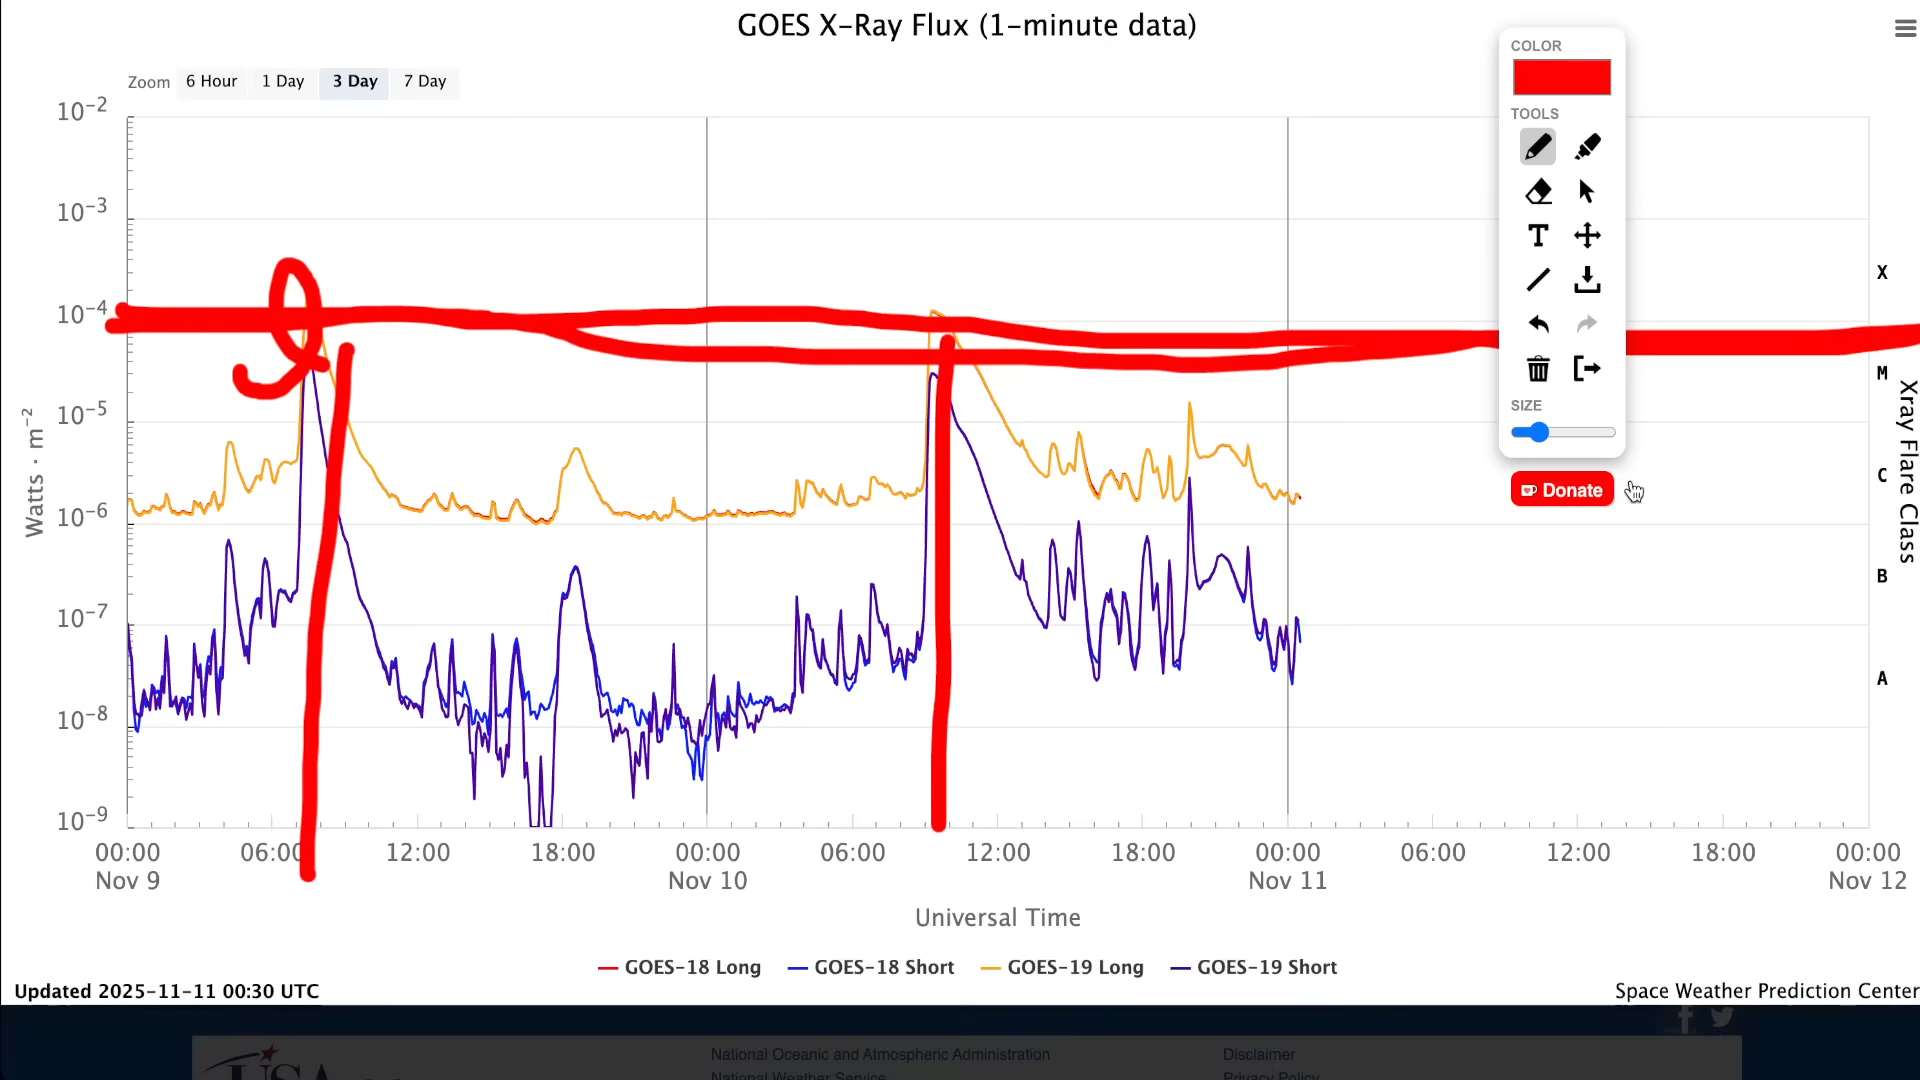 GOES X-Ray Flux (1-minute data)
Zoom 6 Hour 1 Day 3 Day 7 Day
COLOR
TOOLS
SIZE
Donate
10⁻²
10⁻³
10⁻⁴
10⁻⁵
10⁻⁶
10⁻⁷
10⁻⁸
10⁻⁹
Watts · m⁻²
X
M
C
B
A
Xray Flare Class
00:00 06:00 12:00 18:00 00:00 06:00 12:00 18:00 00:00 06:00 12:00 18:00 00:00
Nov 9 Nov 10 Nov 11 Nov 12
Universal Time
GOES-18 Long GOES-18 Short GOES-19 Long GOES-19 Short
Updated 2025-11-11 00:30 UTC
Space Weather Prediction Center
National Oceanic and Atmospheric Administration
Disclaimer
National Weather Service
Privacy Policy